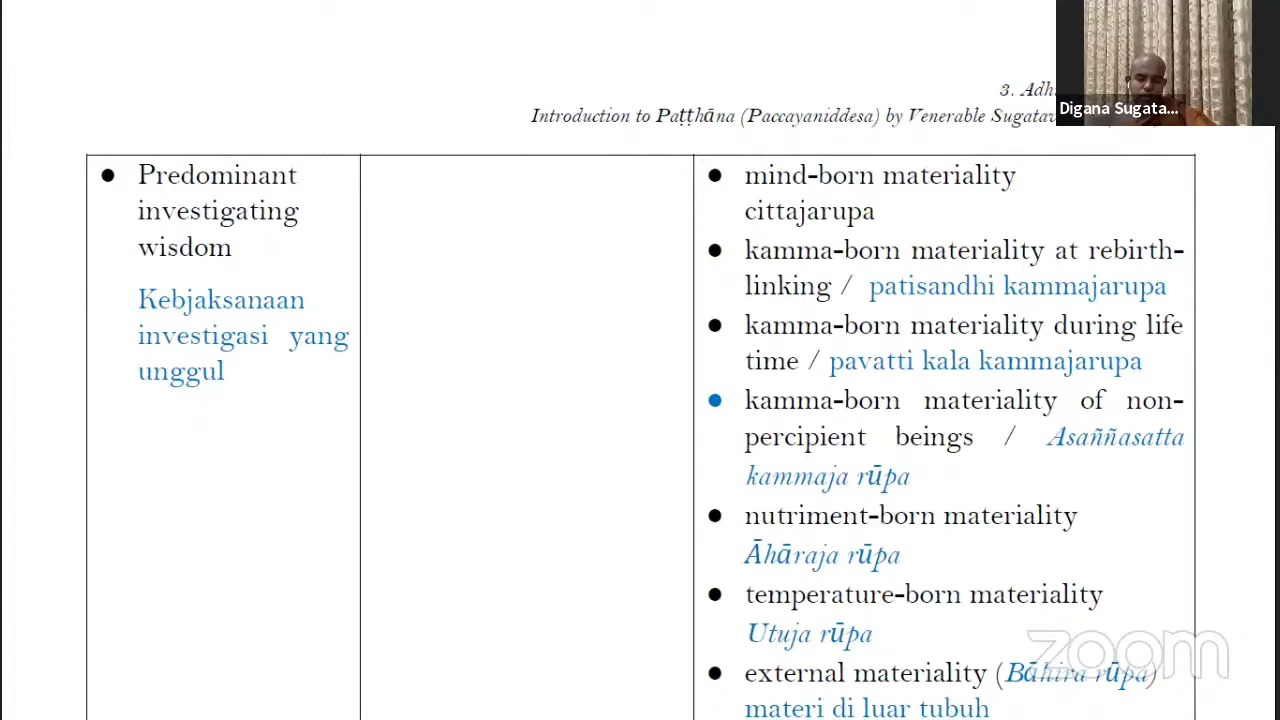 3. Adh
Introduction to Paṭṭhāna (Paccayaniddesa) by Venerable
Digana Sugata...
● Predominant
investigating
wisdom
Kebjaksanaan
investigasi yang
unggul
● mind-born materiality
cittajarupa
● kamma-born materiality at rebirth-
linking / patisandhi kammajarupa
● kamma-born materiality during life
time / pavatti kala kammajarupa
● kamma-born materiality of non-
percipient beings / Asaññasatta
kammaja rūpa
● nutriment-born materiality
Āhāraja rūpa
● temperature-born materiality
Utuja rūpa
● external materiality (Bāhira rūpa)
materi di luar tubuh
zoom